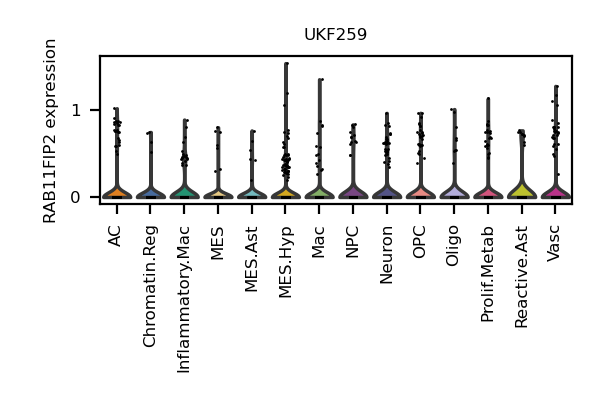 UKF259
RAB11FIP2 expression
1
0
AC
Chromatin.Reg
Inflammatory.Mac
MES
MES.Ast
MES.Hyp
Mac
NPC
Neuron
OPC
Oligo
Prolif.Metab
Reactive.Ast
Vasc